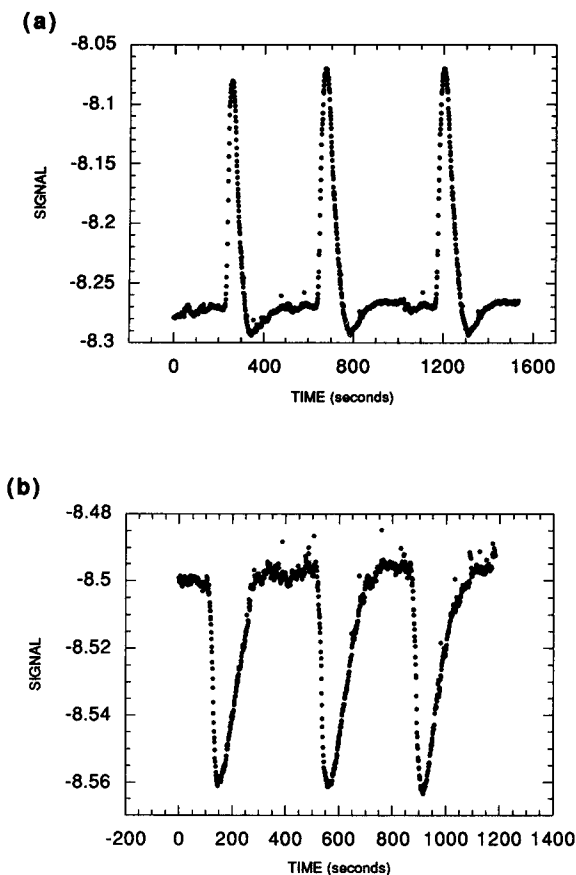 (a)
-8.05
-8.1
-8.15
-8.2
-8.25
-8.3
SIGNAL
0 400 800 1200 1600
TIME (seconds)
(b)
-8.48
-8.5
-8.52
-8.54
-8.56
SIGNAL
-200 0 200 400 600 800 1000 1200 1400
TIME (seconds)